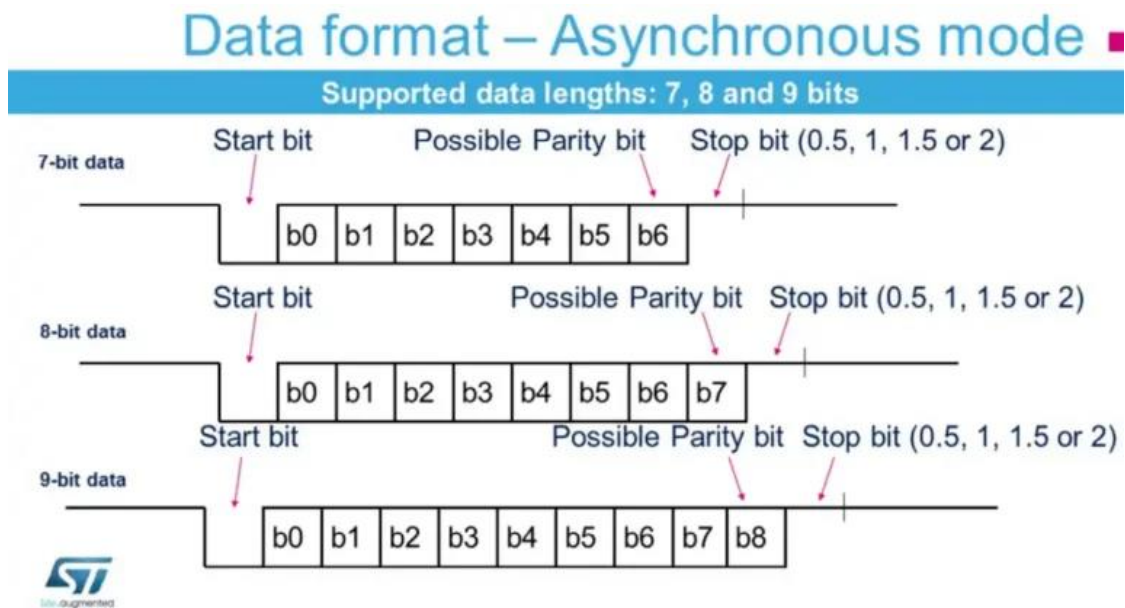 Data format – Asynchronous mode
Supported data lengths: 7, 8 and 9 bits
Start bit Possible Parity bit Stop bit (0.5, 1, 1.5 or 2)
7-bit data
b0 b1 b2 b3 b4 b5 b6
Start bit Possible Parity bit Stop bit (0.5, 1, 1.5 or 2)
8-bit data
b0 b1 b2 b3 b4 b5 b6 b7
Start bit Possible Parity bit Stop bit (0.5, 1, 1.5 or 2)
9-bit data
b0 b1 b2 b3 b4 b5 b6 b7 b8
ST
life.augmented